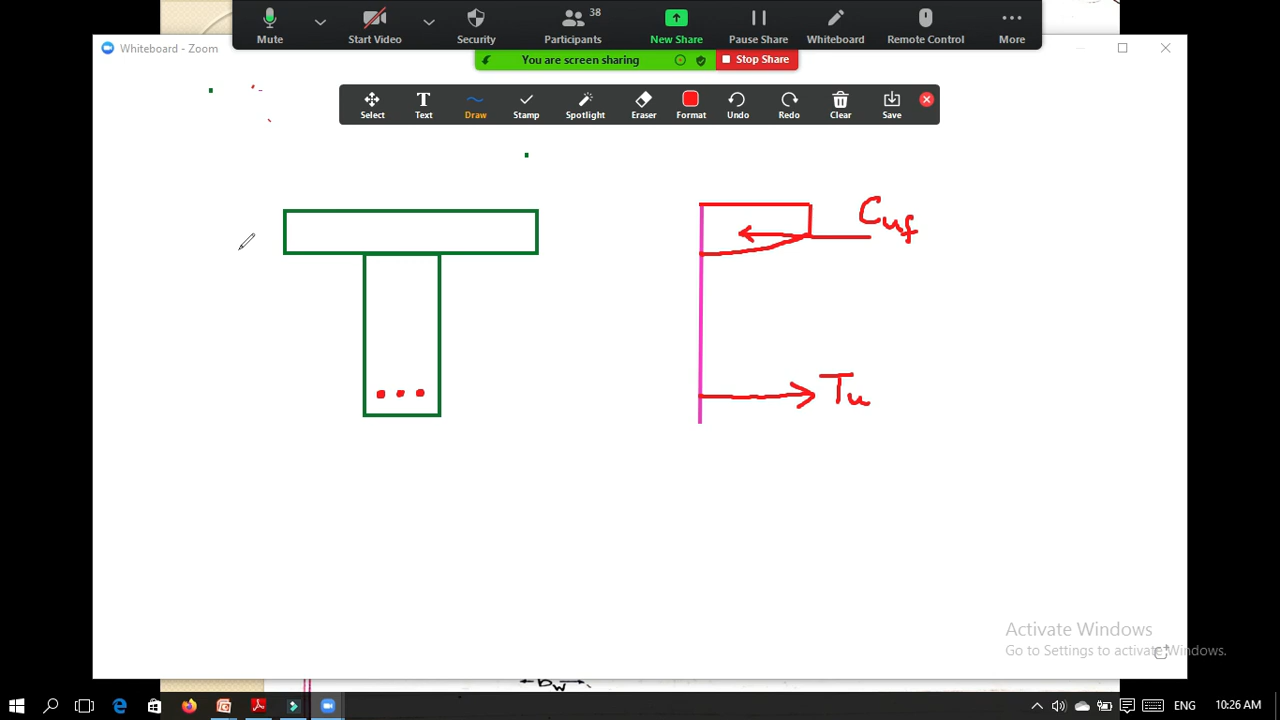 38
Mute
Start Video
Security
Participants
New Share
Pause Share
Whiteboard
Remote Control
More
Whiteboard - Zoom
You are screen sharing
Stop Share
Select
Text
Draw
Stamp
Spotlight
Eraser
Format
Undo
Redo
Clear
Save
Cuf
Tu
Activate Windows
Go to Settings to activate Windows.
bw
ENG
10:26 AM